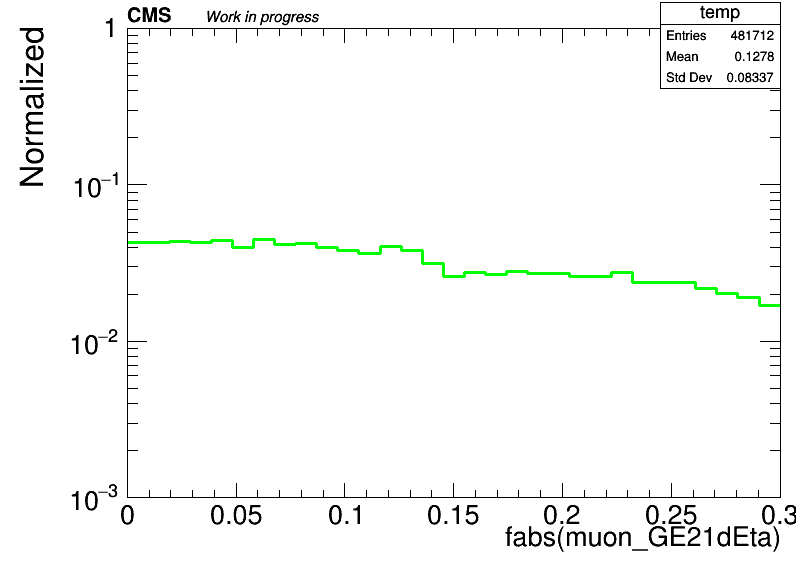 CMS Work in progress
temp
Entries 481712
Mean 0.1278
Std Dev 0.08337
Normalized
1
10−1
10−2
10−3
0 0.05 0.1 0.15 0.2 0.25 0.3
fabs(muon_GE21dEta)